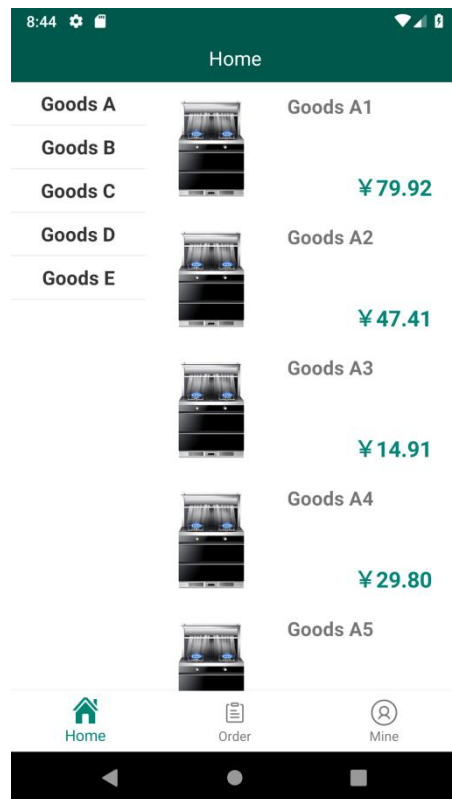 8:44
Home
Goods A
Goods B
Goods C
Goods D
Goods E
Goods A1
¥79.92
Goods A2
¥47.41
Goods A3
¥14.91
Goods A4
¥29.80
Goods A5
Home
Order
Mine